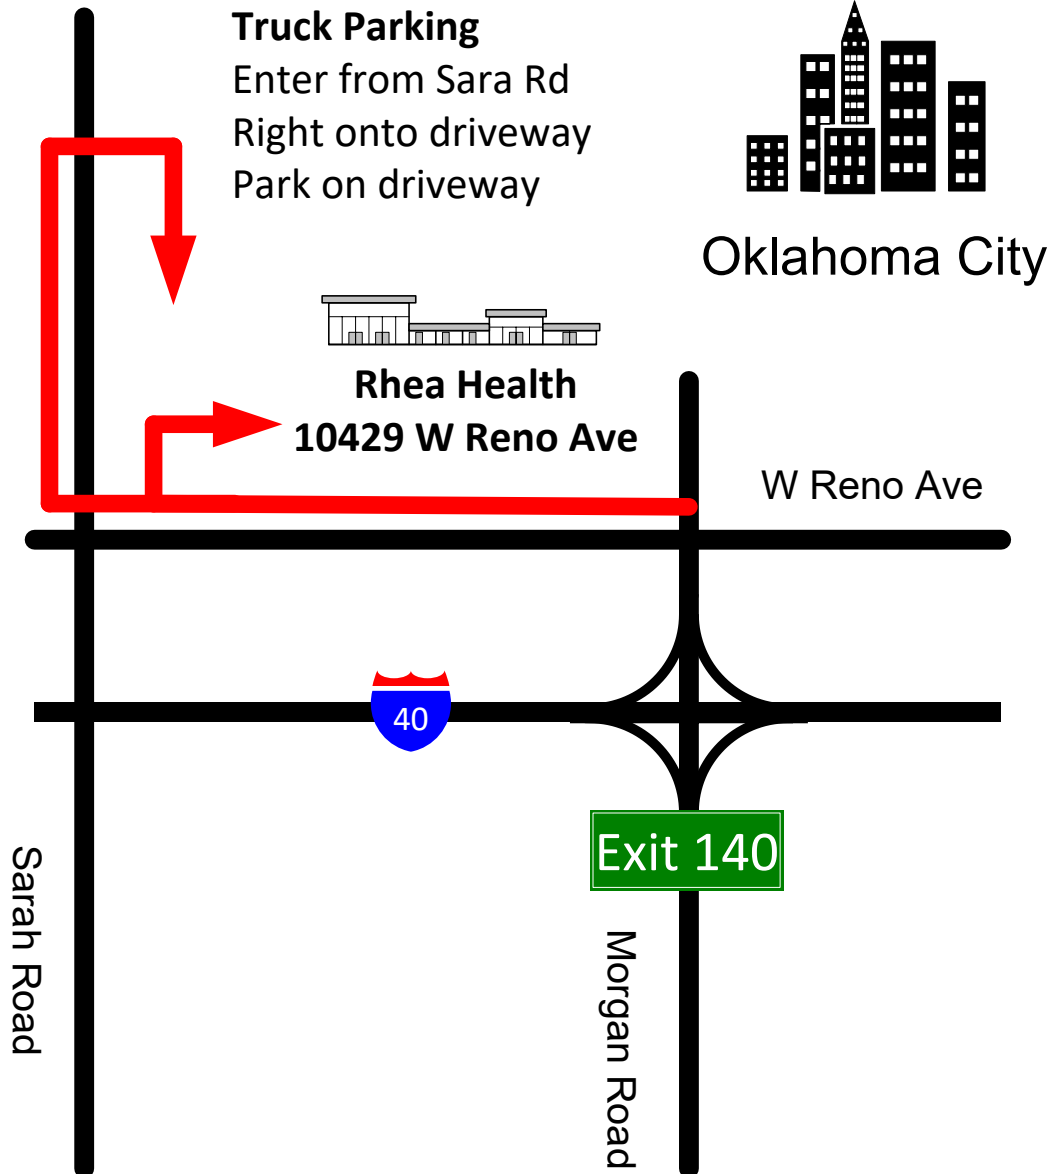 Truck Parking
Enter from Sara Rd
Right onto driveway
Park on driveway
Oklahoma City
Rhea Health
10429 W Reno Ave
W Reno Ave
40
Exit 140
Sarah Road
Morgan Road